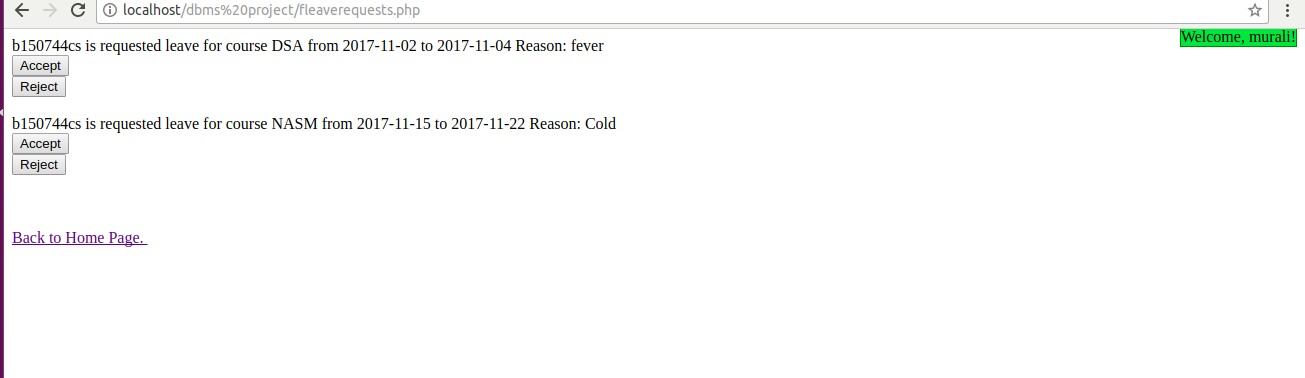 localhost/dbms%20project/fleaverequests.php
Welcome, murali!
b150744cs is requested leave for course DSA from 2017-11-02 to 2017-11-04 Reason: fever
Accept
Reject
b150744cs is requested leave for course NASM from 2017-11-15 to 2017-11-22 Reason: Cold
Accept
Reject
Back to Home Page.